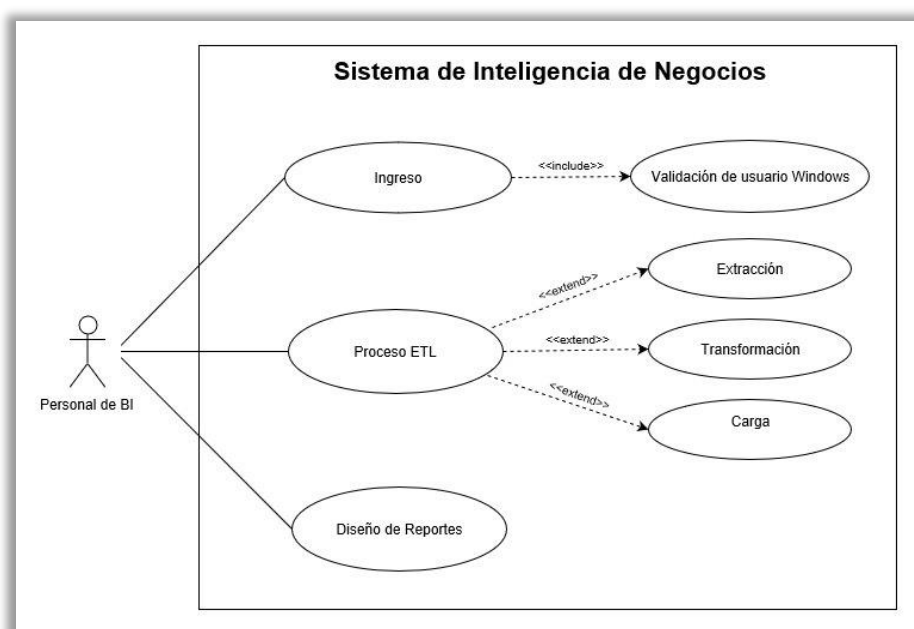 Sistema de Inteligencia de Negocios
Ingreso
<<include>>
Validación de usuario Windows
<<extend>>
Extracción
Proceso ETL
<<extend>>
Transformación
<<extend>>
Carga
Personal de BI
Diseño de Reportes